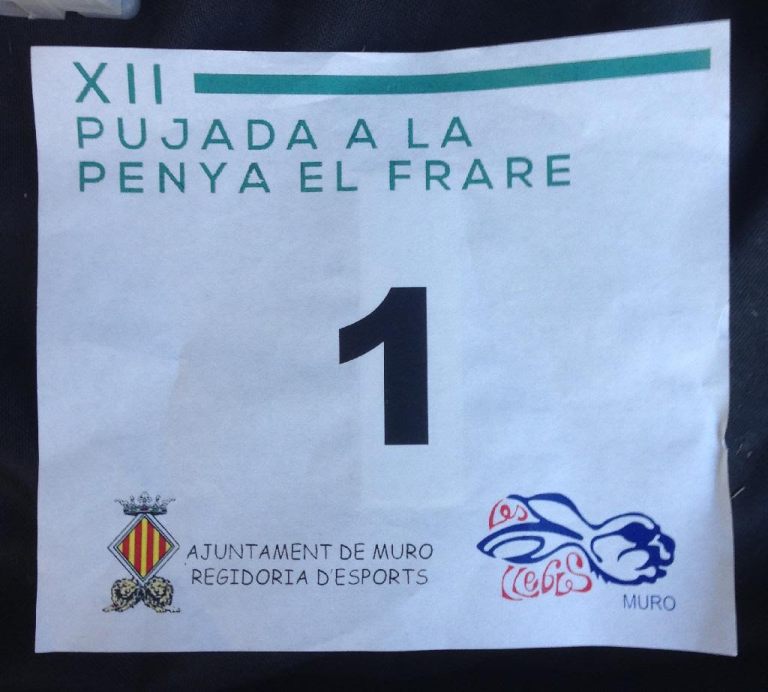 XII
PUJADA A LA
PENYA EL FRARE
1
AJUNTAMENT DE MURO
REGIDORIA D'ESPORTS
Les
LLEBRES
MURO